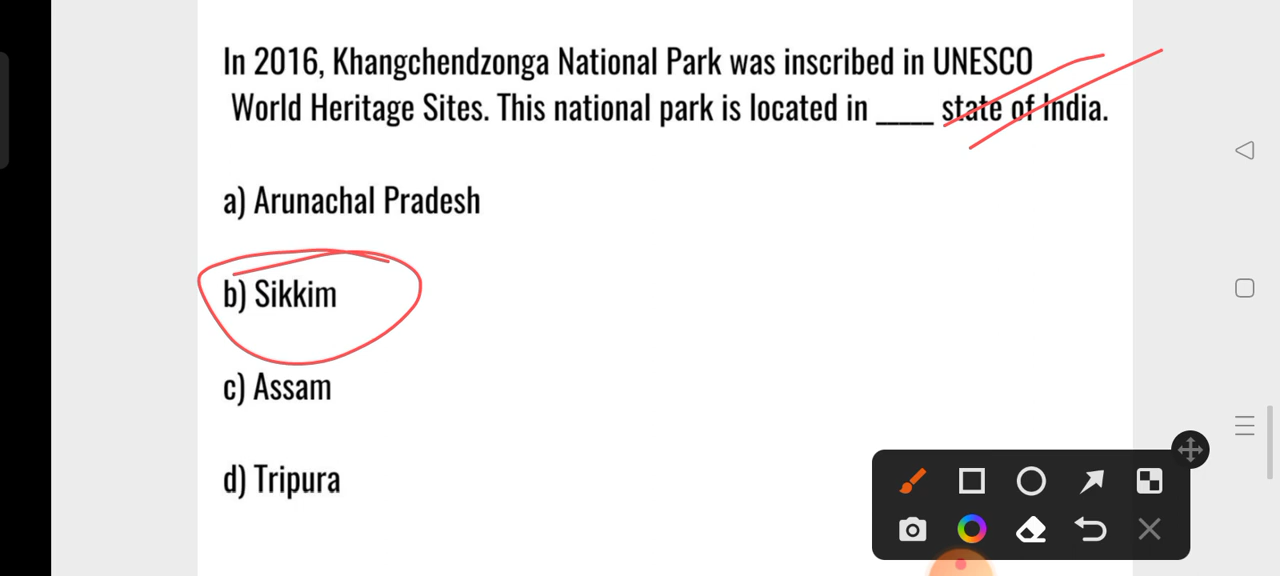 In 2016, Khangchendzonga National Park was inscribed in UNESCO
World Heritage Sites. This national park is located in _____ state of India.
a) Arunachal Pradesh
b) Sikkim
c) Assam
d) Tripura